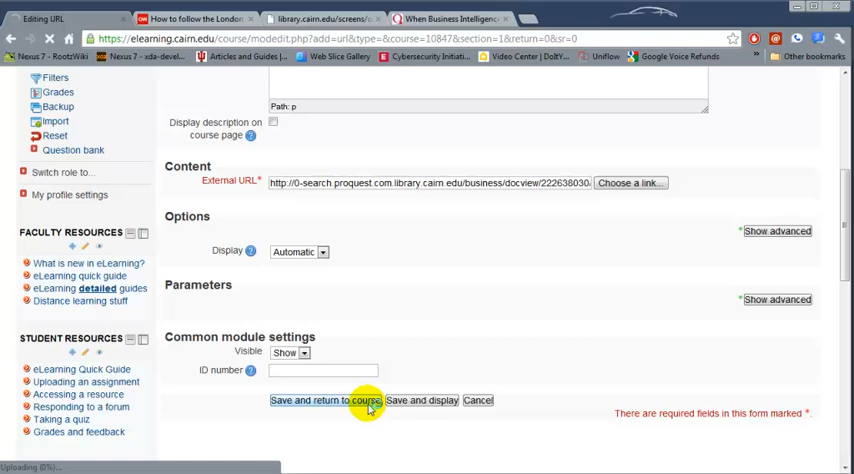 Editing URL
How to follow the London
library.cairn.edu/screens/o
When Business Intelligence
https://elearning.cairn.edu/course/modedit.php?add=url&type=&course=10847&section=1&return=0&sr=0
Nexus 7 - RootzWiki
Nexus 7 - xda-devel...
Articles and Guides |...
Web Slice Gallery
Cybersecurity Initiati...
Video Center | DoItY...
Uniflow
Google Voice Refunds
»
Other bookmarks
Filters
Grades
Backup
Import
Reset
Question bank
Switch role to...
My profile settings
FACULTY RESOURCES
What is new in eLearning?
eLearning quick guide
eLearning detailed guides
Distance learning stuff
STUDENT RESOURCES
eLearning Quick Guide
Uploading an assignment
Accessing a resource
Responding to a forum
Taking a quiz
Grades and feedback
Path: p
Display description on
course page
Content
External URL*
http://0-search.proquest.com.library.cairn.edu/business/docview/222638030/
Choose a link...
Options
* Show advanced
Display
Automatic
Parameters
* Show advanced
Common module settings
Visible
Show
ID number
Save and return to course
Save and display
Cancel
There are required fields in this form marked *.
Uploading (0%)...